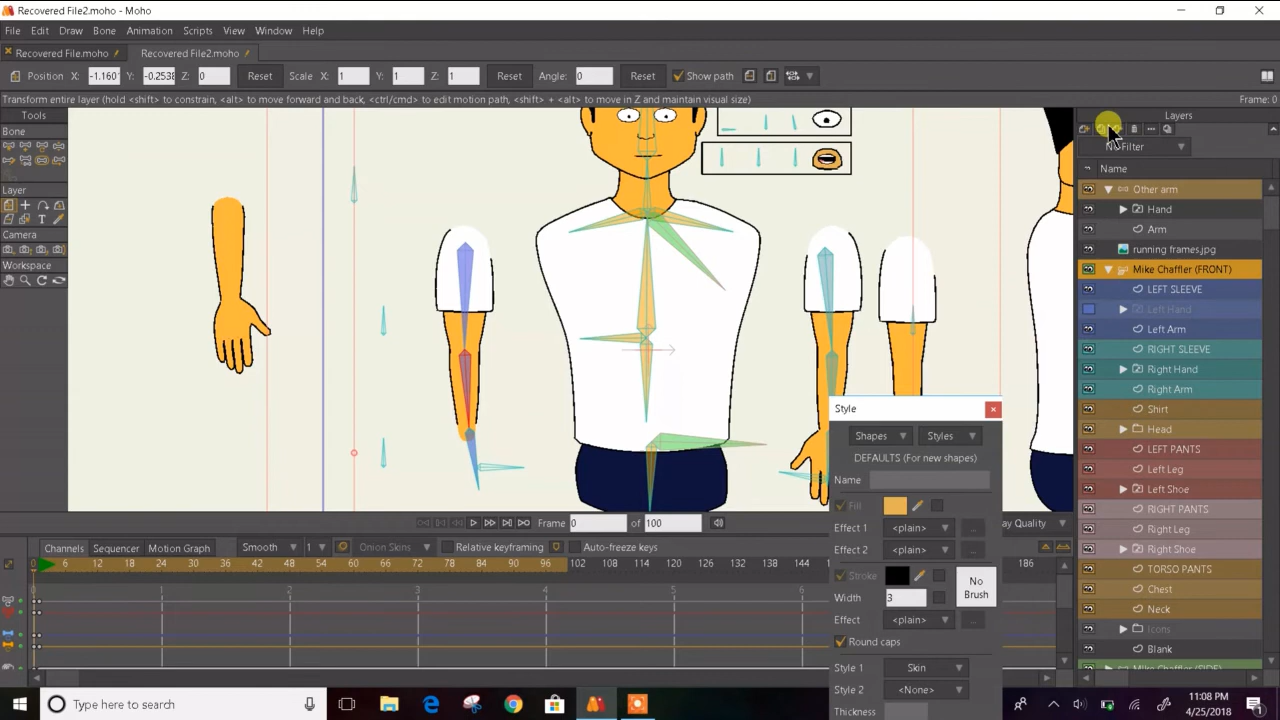 Recovered File2.moho - Moho
File Edit Draw Bone Animation Scripts View Window Help
Recovered File.moho Recovered File2.moho
Position X: -1.160 Y: -0.2538 Z: 0 Reset Scale X: 1 Y: 1 Z: 1 Reset Angle: 0 Reset Show path
Transform entire layer (hold <shift> to constrain, <alt> to move forward and back, <ctrl/cmd> to edit motion path, <shift> + <alt> to move in Z and maintain visual size) Frame: 0
Tools
Bone
Layer
Camera
Workspace
Layers
No Filter
Name
Other arm
Hand
Arm
running frames.jpg
Mike Chaffler (FRONT)
LEFT SLEEVE
Left Hand
Left Arm
RIGHT SLEEVE
Right Hand
Right Arm
Shirt
Head
LEFT PANTS
Left Leg
Left Shoe
RIGHT PANTS
Right Leg
Right Shoe
TORSO PANTS
Chest
Neck
Icons
Blank
Mike Chaffler (SIDE)
Style
Shapes Styles
DEFAULTS (For new shapes)
Name
Fill
Effect 1 <plain> ...
Effect 2 <plain> ...
Stroke
No
Brush
Width 3
Effect <plain> ...
Round caps
Style 1 Skin
Style 2 <None>
Thickness
Frame 0 of 100 ay Quality
Channels Sequencer Motion Graph Smooth 1 Onion Skins Relative keyframing Auto-freeze keys
0 6 12 18 24 30 36 42 48 54 60 66 72 78 84 90 96 102 108 114 120 126 132 138 144 186
1 2 3 4 5 6
Type here to search
11:08 PM
4/25/2018